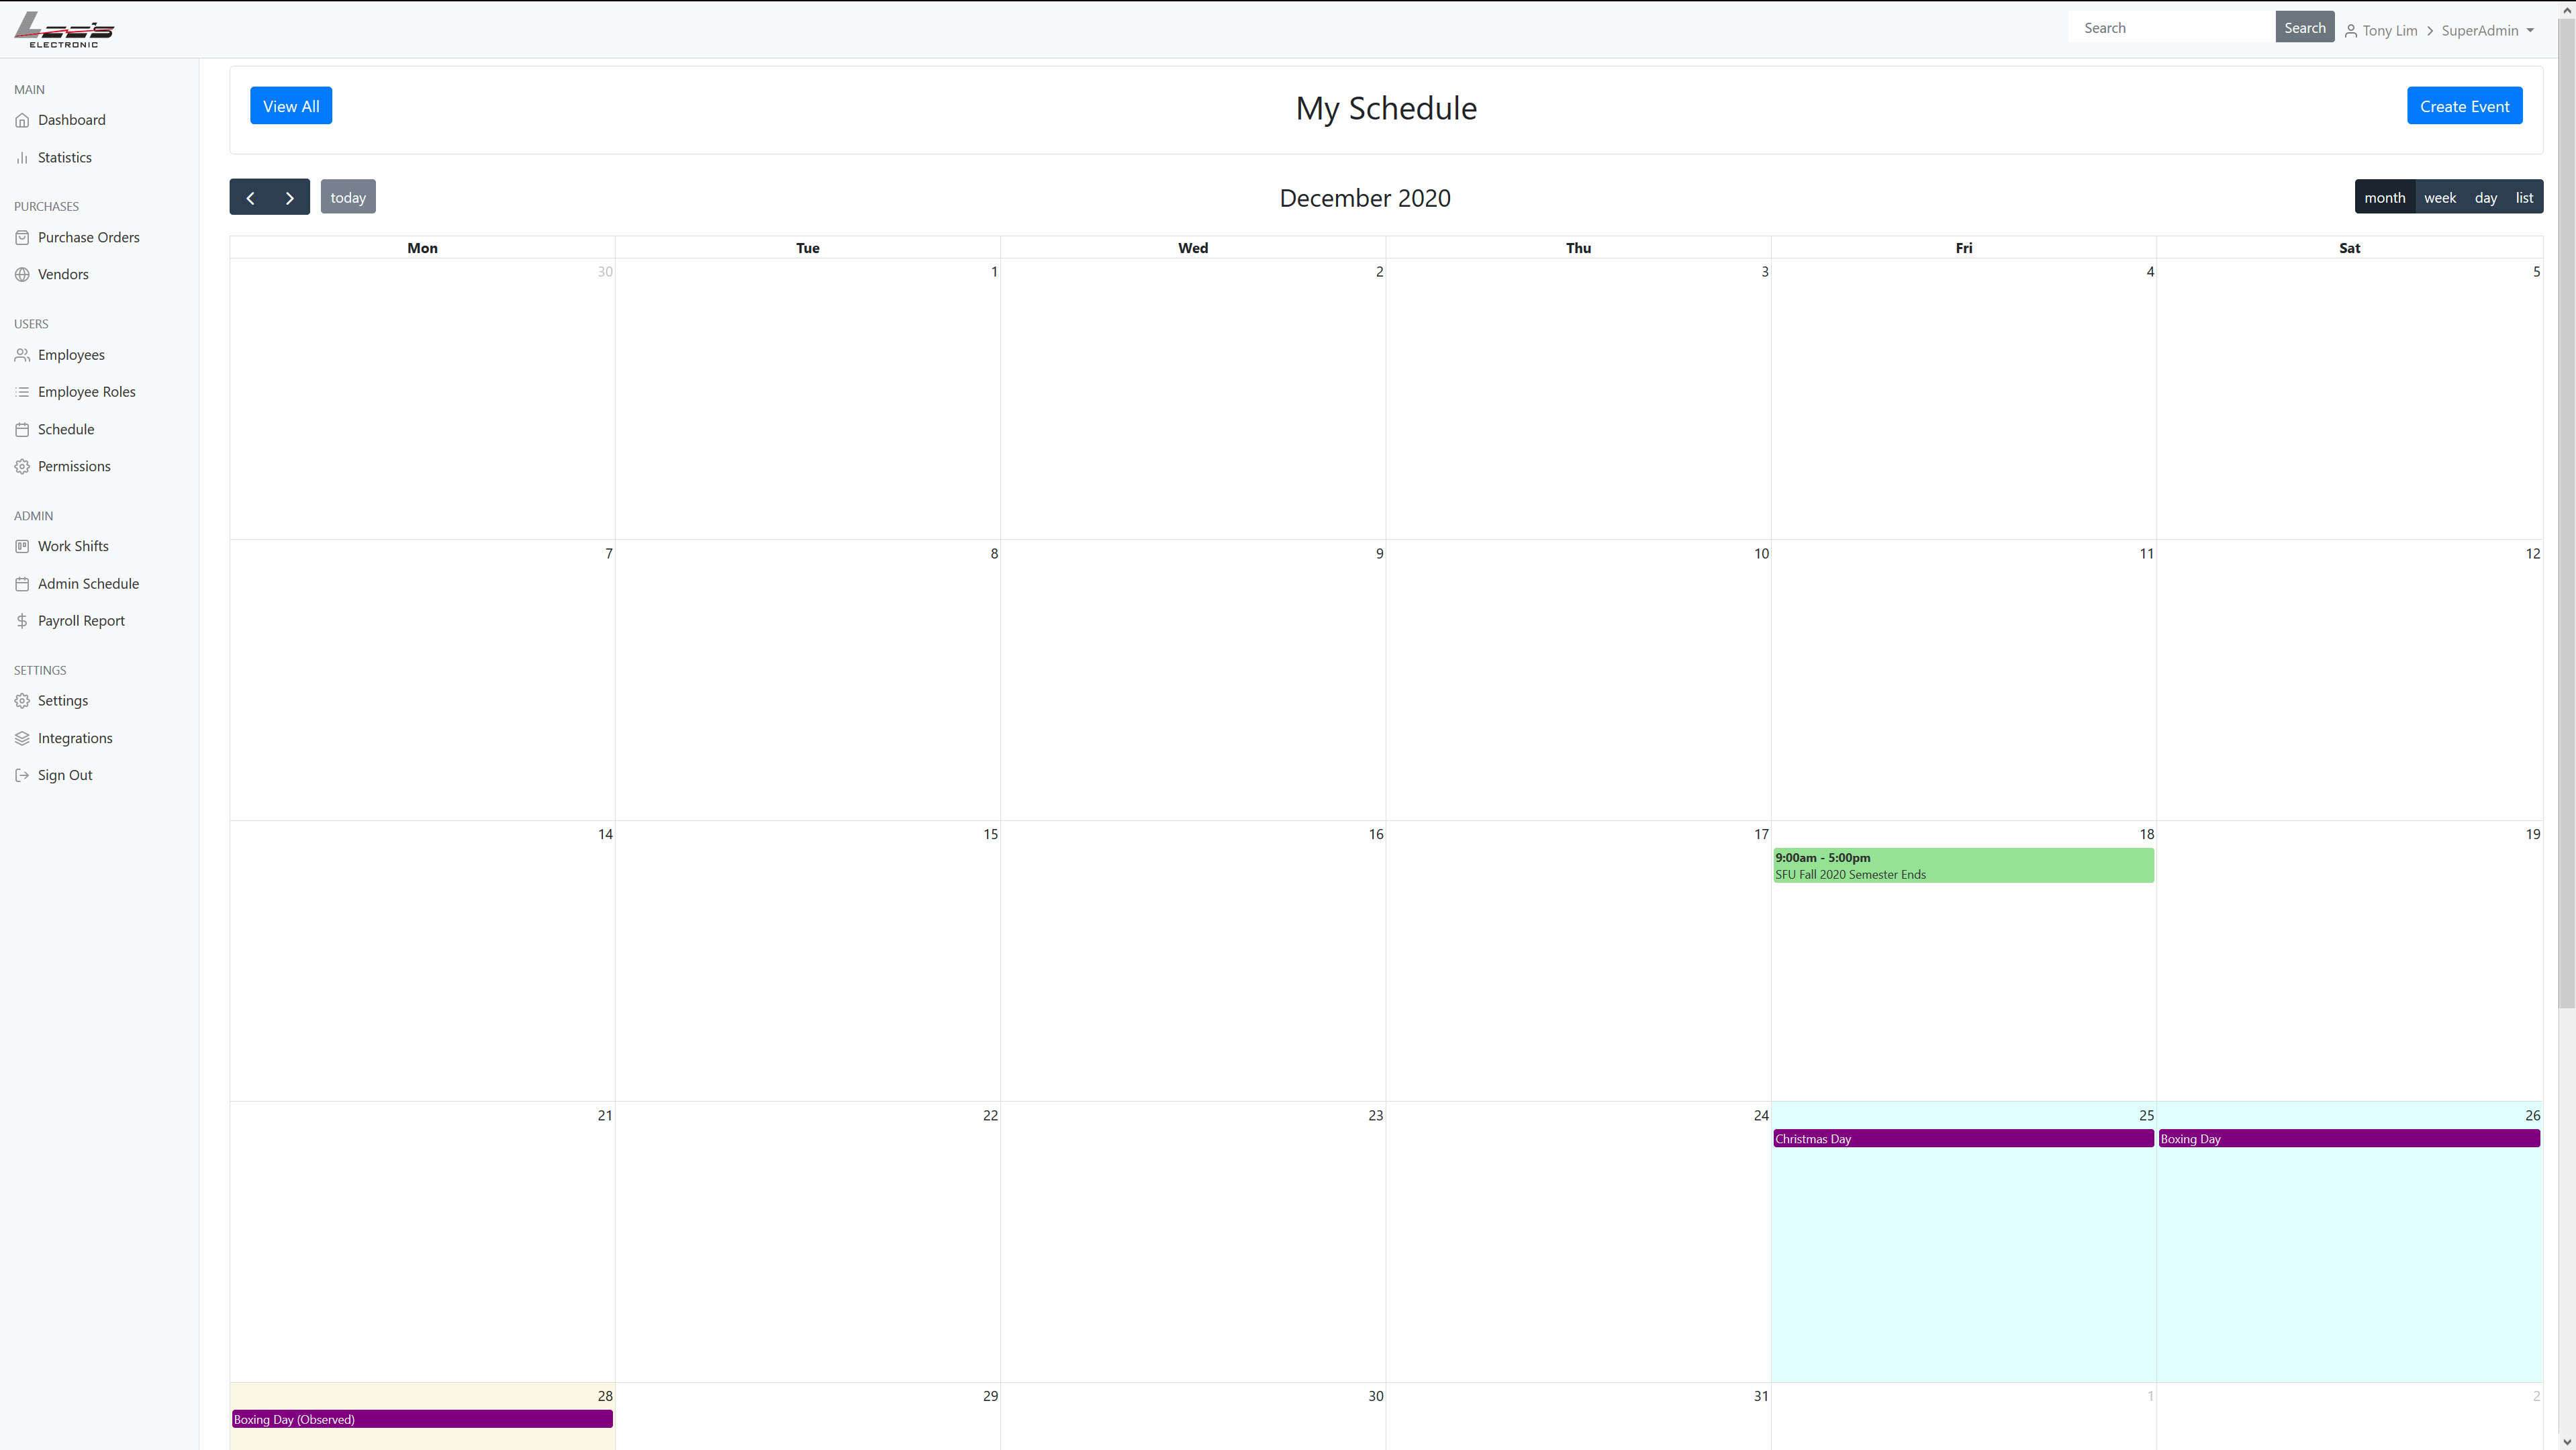 Lee's
ELECTRONIC
Search
Search
Tony Lim
SuperAdmin
MAIN
Dashboard
Statistics
PURCHASES
Purchase Orders
Vendors
USERS
Employees
Employee Roles
Schedule
Permissions
ADMIN
Work Shifts
Admin Schedule
Payroll Report
SETTINGS
Settings
Integrations
Sign Out
View All
My Schedule
Create Event
today
December 2020
month week day list
Mon Tue Wed Thu Fri Sat
30 1 2 3 4 5
7 8 9 10 11 12
14 15 16 17 18 19
9:00am - 5:00pm
SFU Fall 2020 Semester Ends
21 22 23 24 25 26
Christmas Day
Boxing Day
28 29 30 31 1 2
Boxing Day (Observed)